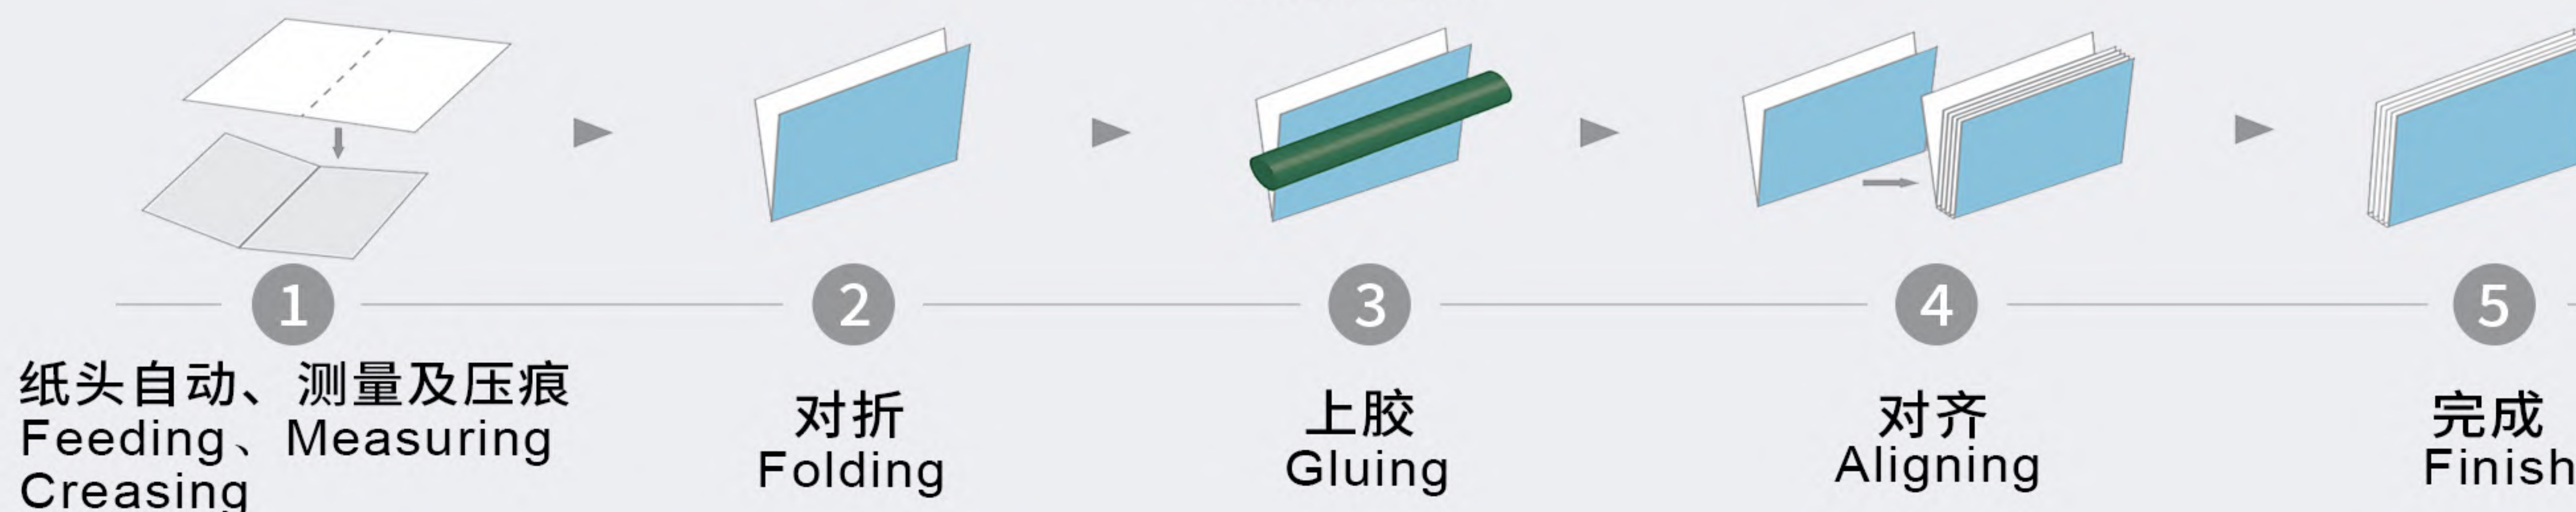 1
2
3
4
5
纸头自动、测量及压痕
Feeding、Measuring
Creasing
对折
Folding
上胶
Gluing
对齐
Aligning
完成
Finish